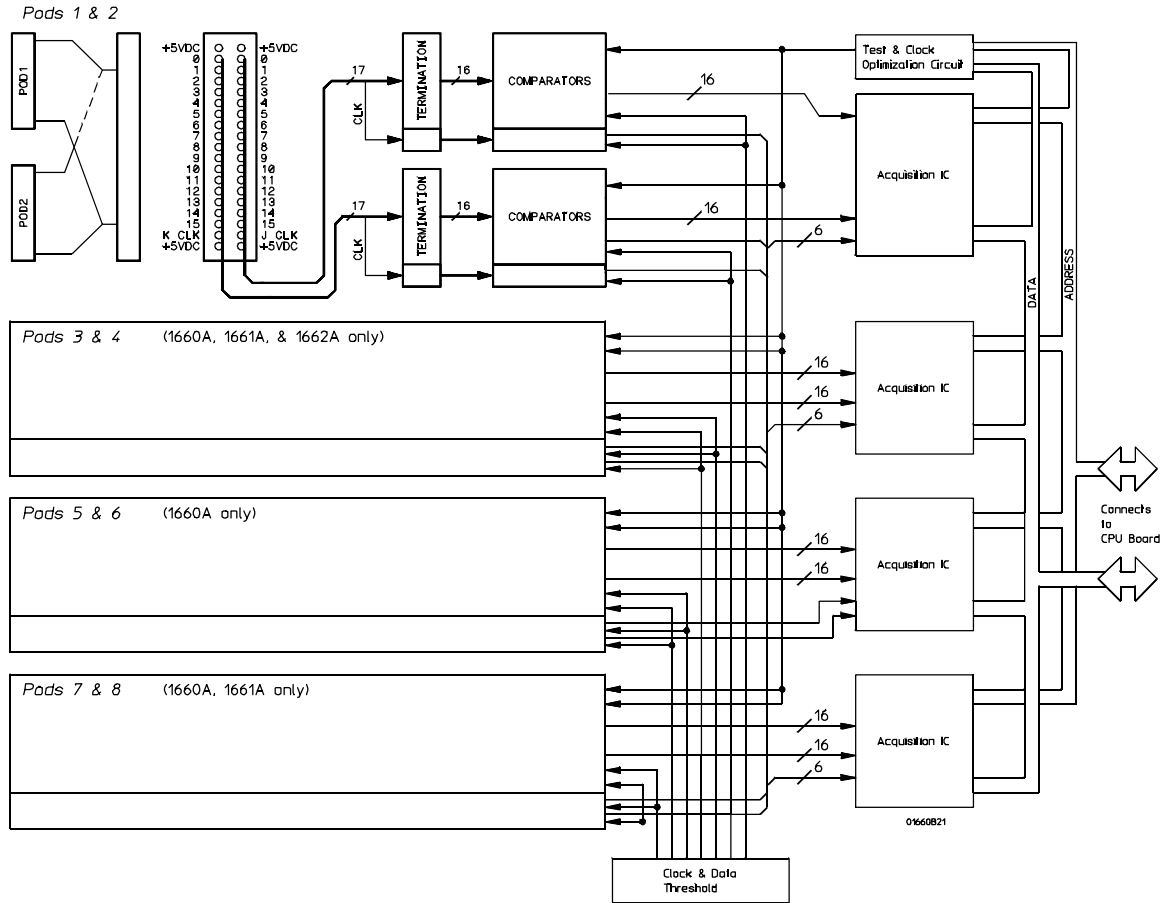 Pods 1 & 2
POD1
POD2
+5VDC +5VDC
0 0
1 1
2 2
3 3
4 4
5 5
6 6
7 7
8 8
9 9
10 10
11 11
12 12
13 13
14 14
15 15
K CLK J CLK
+5VDC +5VDC
17
CLK
TERMINATION
16
COMPARATORS
16
Test & Clock
Optimization Circuit
Acquisition IC
17
CLK
TERMINATION
16
COMPARATORS
16
6
DATA
ADDRESS
Pods 3 & 4 (1660A, 1661A, & 1662A only)
16
16
6
Acquisition IC
Pods 5 & 6 (1660A only)
16
16
Acquisition IC
Connects
to
CPU Board
Pods 7 & 8 (1660A, 1661A only)
16
16
6
Acquisition IC
01660B21
Clock & Data
Threshold